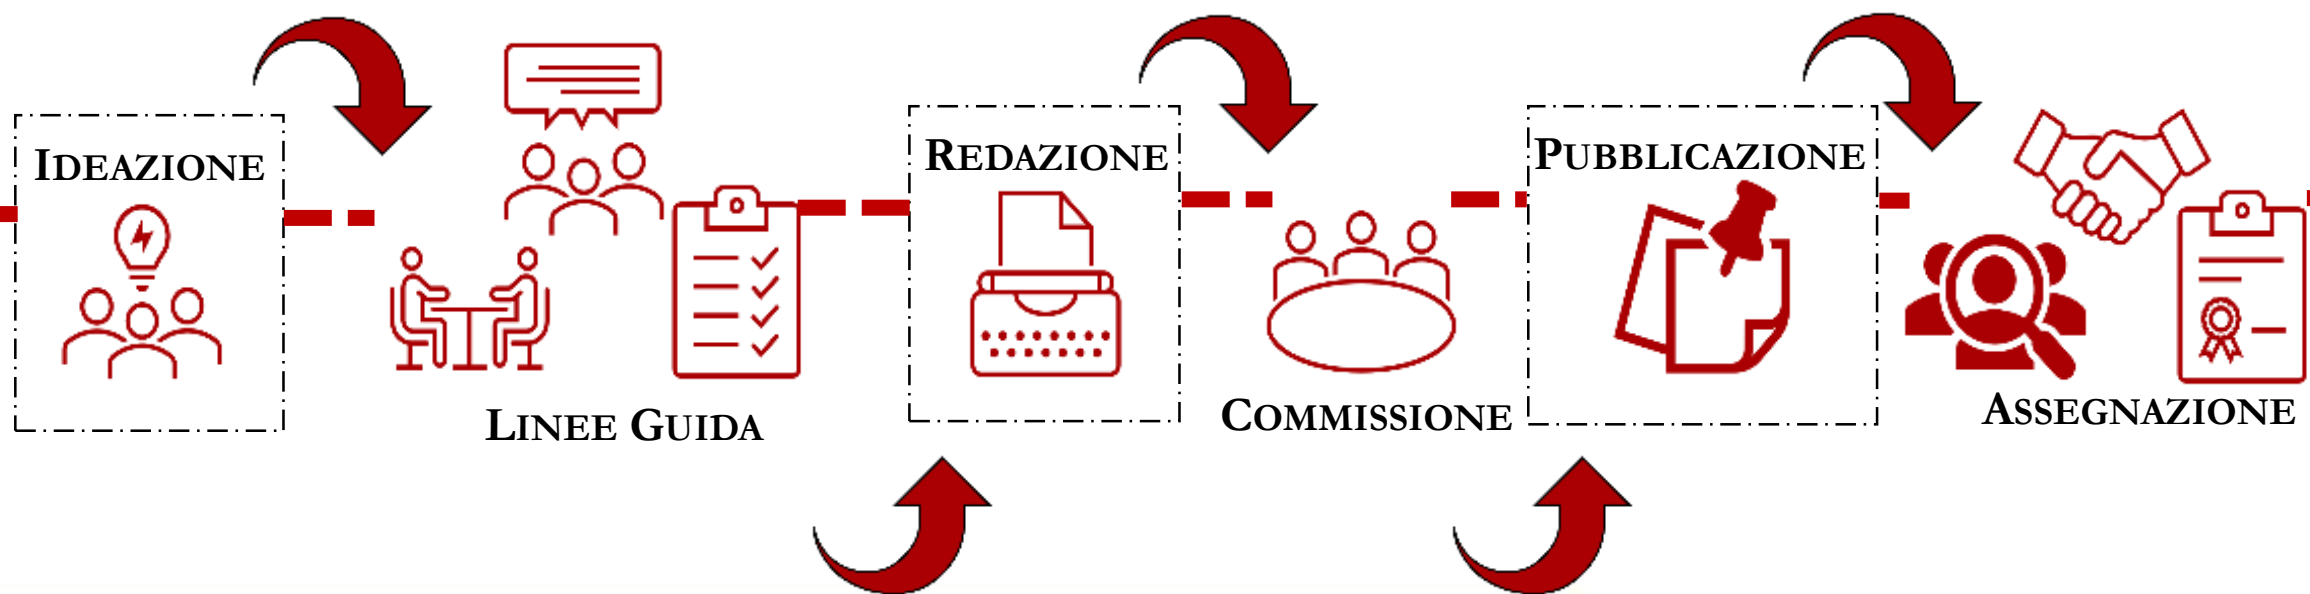 IDEAZIONE
LINEE GUIDA
REDAZIONE
COMMISSIONE
PUBBLICAZIONE
ASSEGNAZIONE